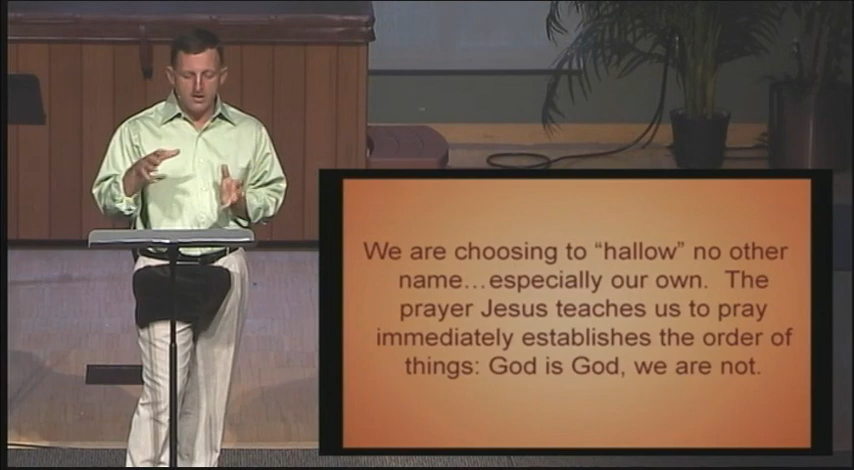 We are choosing to “hallow” no other
name…especially our own. The
prayer Jesus teaches us to pray
immediately establishes the order of
things: God is God, we are not.